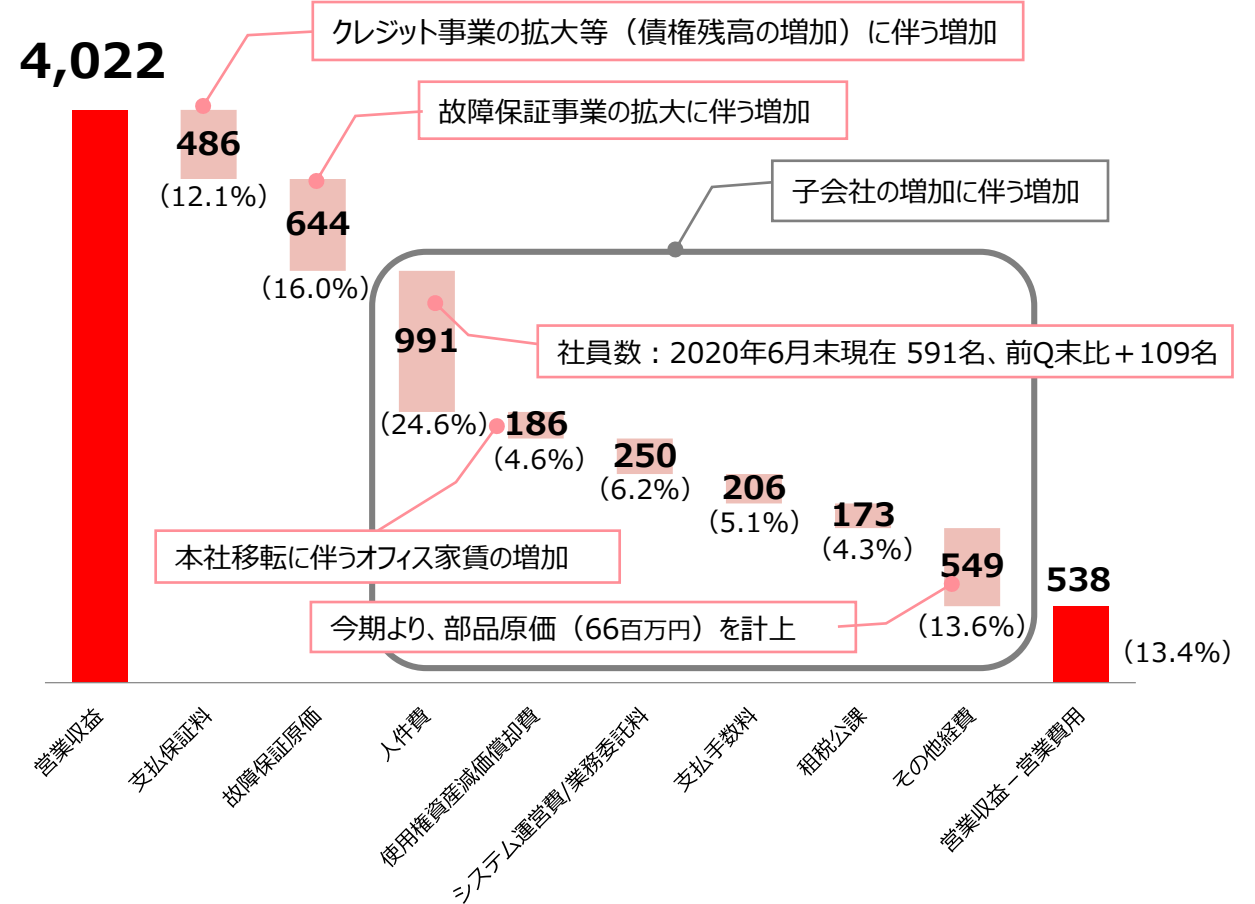 クレジット事業の拡大等（債権残高の増加）に伴う増加
4,022
故障保証事業の拡大に伴う増加
486
（12.1%）
子会社の増加に伴う増加
644
（16.0%）
991
社員数：2020年6月末現在 591名、前Q末比＋109名
（24.6%）
186
（4.6%）
250
（6.2%）
206
（5.1%）
173
（4.3%）
本社移転に伴うオフィス家賃の増加
549
538
今期より、部品原価（66百万円）を計上
（13.6%）
（13.4%）
営業収益
支払保証料
故障保証原価
人件費
使用権資産減価償却費
システム運営費/業務委託料
支払手数料
租税公課
その他経費
営業収益－営業費用